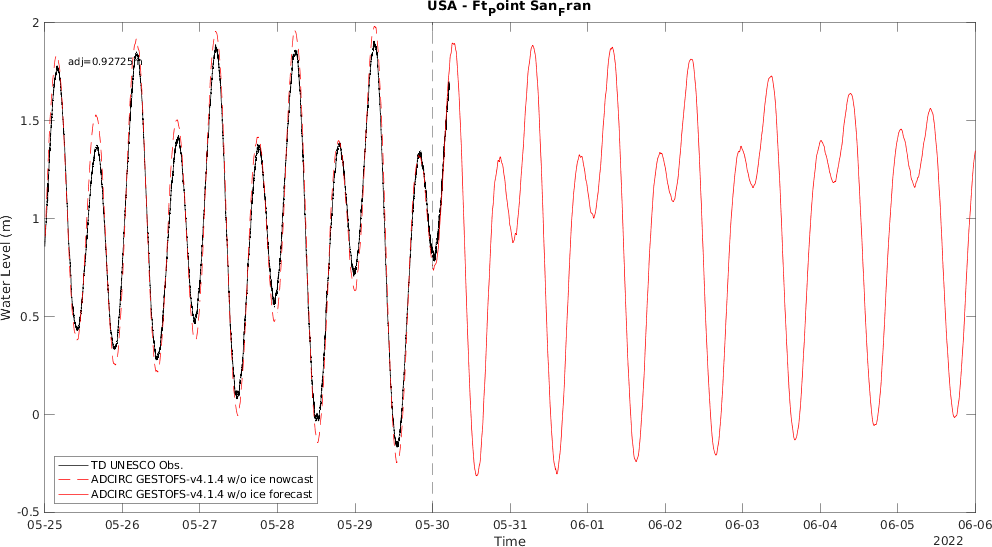 USA - Ft_Point San_Fran
2
adj=0.92725m
1.5
1
0.5
0
-0.5
Water Level (m)
TD UNESCO Obs.
ADCIRC GESTOFS-v4.1.4 w/o ice nowcast
ADCIRC GESTOFS-v4.1.4 w/o ice forecast
05-25 05-26 05-27 05-28 05-29 05-30 05-31 06-01 06-02 06-03 06-04 06-05 06-06
Time
2022